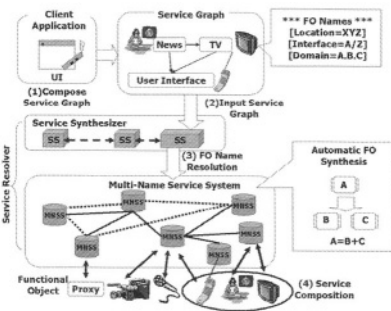 Client Application
Service Graph
*** FO Names ***
[Location=XYZ]
[Interface=A/Z]
[Domain=A.B.C]
News
TV
UI
User Interface
(1)Compose Service Graph
(2)Input Service Graph
Service Synthesizer
SS
SS
SS
(3) FO Name Resolution
Service Resolver
Multi-Name Service System
Automatic FO Synthesis
MNSS
MNSS
MNSS
MNSS
MNSS
MNSS
MNSS
A
B
C
A=B+C
Functional Object
Proxy
(4) Service Composition